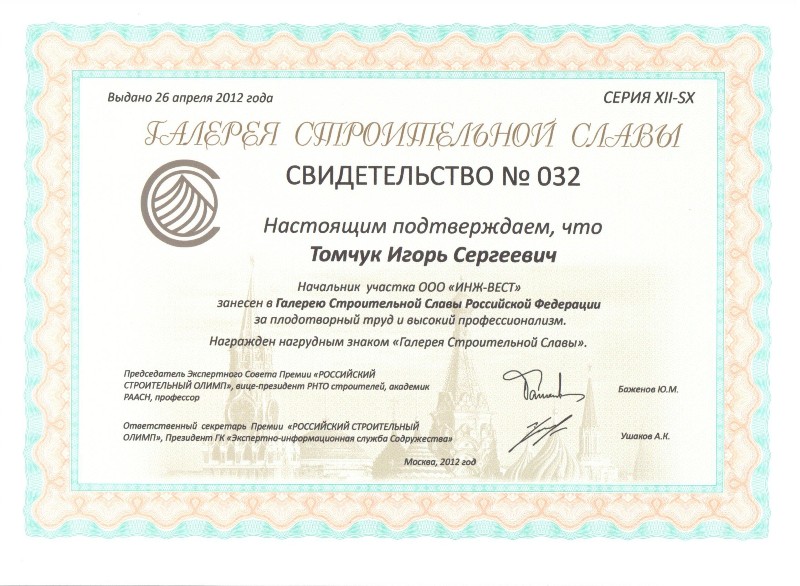 Выдано 26 апреля 2012 года
СЕРИЯ XII-SX
ГАЛЕРЕЯ СТРОИТЕЛЬНОЙ СЛАВЫ
СВИДЕТЕЛЬСТВО № 032
Настоящим подтверждаем, что
Томчук Игорь Сергеевич
Начальник участка ООО «ИНЖ-ВЕСТ»
занесен в Галерею Строительной Славы Российской Федерации
за плодотворный труд и высокий профессионализм.
Награжден нагрудным знаком «Галерея Строительной Славы».
Председатель Экспертного Совета Премии «РОССИЙСКИЙ
СТРОИТЕЛЬНЫЙ ОЛИМП», вице-президент РНТО строителей, академик
РААСН, профессор
Баженов Ю.М.
Ответственный секретарь Премии «РОССИЙСКИЙ СТРОИТЕЛЬНЫЙ
ОЛИМП», Президент ГК «Экспертно-информационная служба Содружества»
Ушаков А.К.
Москва, 2012 год